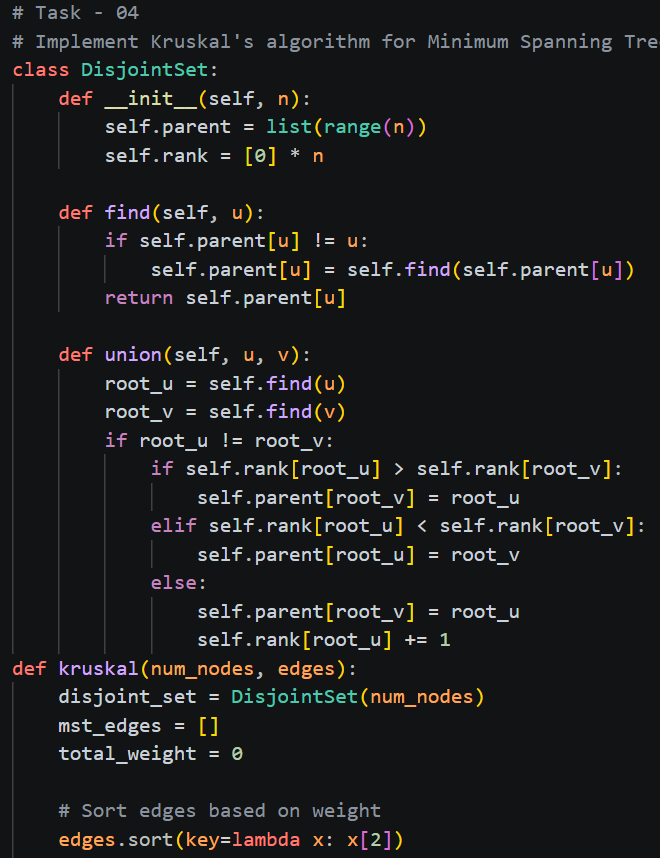 # Task - 04
# Implement Kruskal's algorithm for Minimum Spanning Tree
class DisjointSet:
    def __init__(self, n):
        self.parent = list(range(n))
        self.rank = [0] * n
    def find(self, u):
        if self.parent[u] != u:
            self.parent[u] = self.find(self.parent[u])
        return self.parent[u]
    def union(self, u, v):
        root_u = self.find(u)
        root_v = self.find(v)
        if root_u != root_v:
            if self.rank[root_u] > self.rank[root_v]:
                self.parent[root_v] = root_u
            elif self.rank[root_u] < self.rank[root_v]:
                self.parent[root_u] = root_v
            else:
                self.parent[root_v] = root_u
                self.rank[root_u] += 1
def kruskal(num_nodes, edges):
    disjoint_set = DisjointSet(num_nodes)
    mst_edges = []
    total_weight = 0
    # Sort edges based on weight
    edges.sort(key=lambda x: x[2])